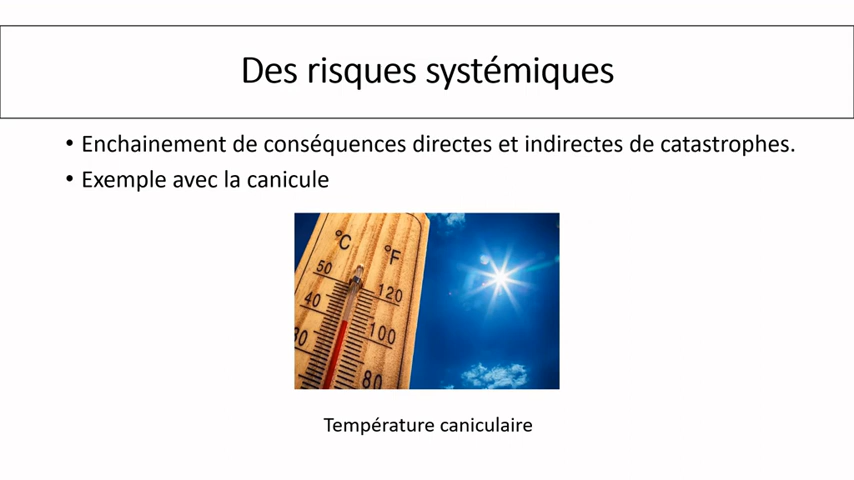 Des risques systémiques
• Enchainement de conséquences directes et indirectes de catastrophes.
• Exemple avec la canicule
°C
°F
50
120
40
100
30
80
Température caniculaire